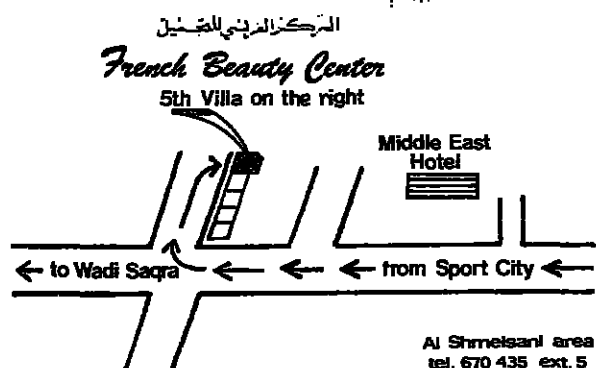 المركز الفرنسي للتجميل
French Beauty Center
5th Villa on the right
Middle East
Hotel
to Wadi Saqra
from Sport City
Al Shmeisani area
tel. 670 435 ext. 5